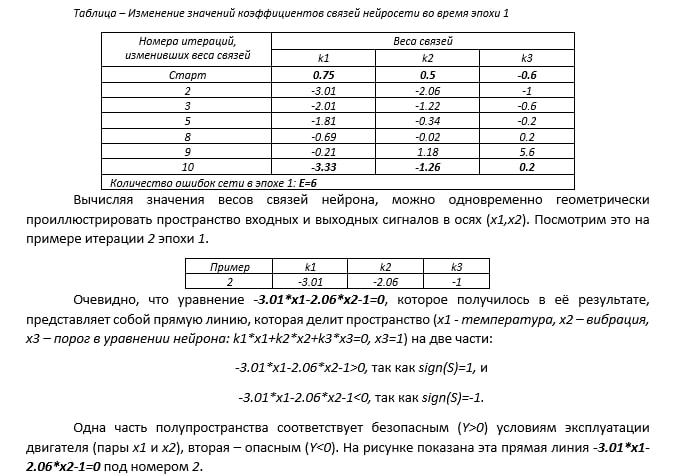 Таблица – Изменение значений коэффициентов связей нейросети во время эпохи 1
Номера итераций, изменивших веса связей | Веса связей
k1 | k2 | k3
Старт | 0.75 | 0.5 | -0.6
2 | -3.01 | -2.06 | -1
3 | -2.01 | -1.22 | -0.6
5 | -1.81 | -0.34 | -0.2
8 | -0.69 | -0.02 | 0.2
9 | -0.21 | 1.18 | 5.6
10 | -3.33 | -1.26 | 0.2
Количество ошибок сети в эпохе 1: E=6
Вычисляя значения весов связей нейрона, можно одновременно геометрически
проиллюстрировать пространство входных и выходных сигналов в осях (x1,x2). Посмотрим это на
примере итерации 2 эпохи 1.
Пример | k1 | k2 | k3
2 | -3.01 | -2.06 | -1
Очевидно, что уравнение -3.01*x1-2.06*x2-1=0, которое получилось в её результате,
представляет собой прямую линию, которая делит пространство (x1 - температура, x2 – вибрация,
x3 – порог в уравнении нейрона: k1*x1+k2*x2+k3*x3=0, x3=1) на две части:
-3.01*x1-2.06*x2-1>0, так как sign(S)=1, и
-3.01*x1-2.06*x2-1<0, так как sign(S)=-1.
Одна часть полупространства соответствует безопасным (Y>0) условиям эксплуатации
двигателя (пары x1 и x2), вторая – опасным (Y<0). На рисунке показана эта прямая линия -3.01*x1-
2.06*x2-1=0 под номером 2.